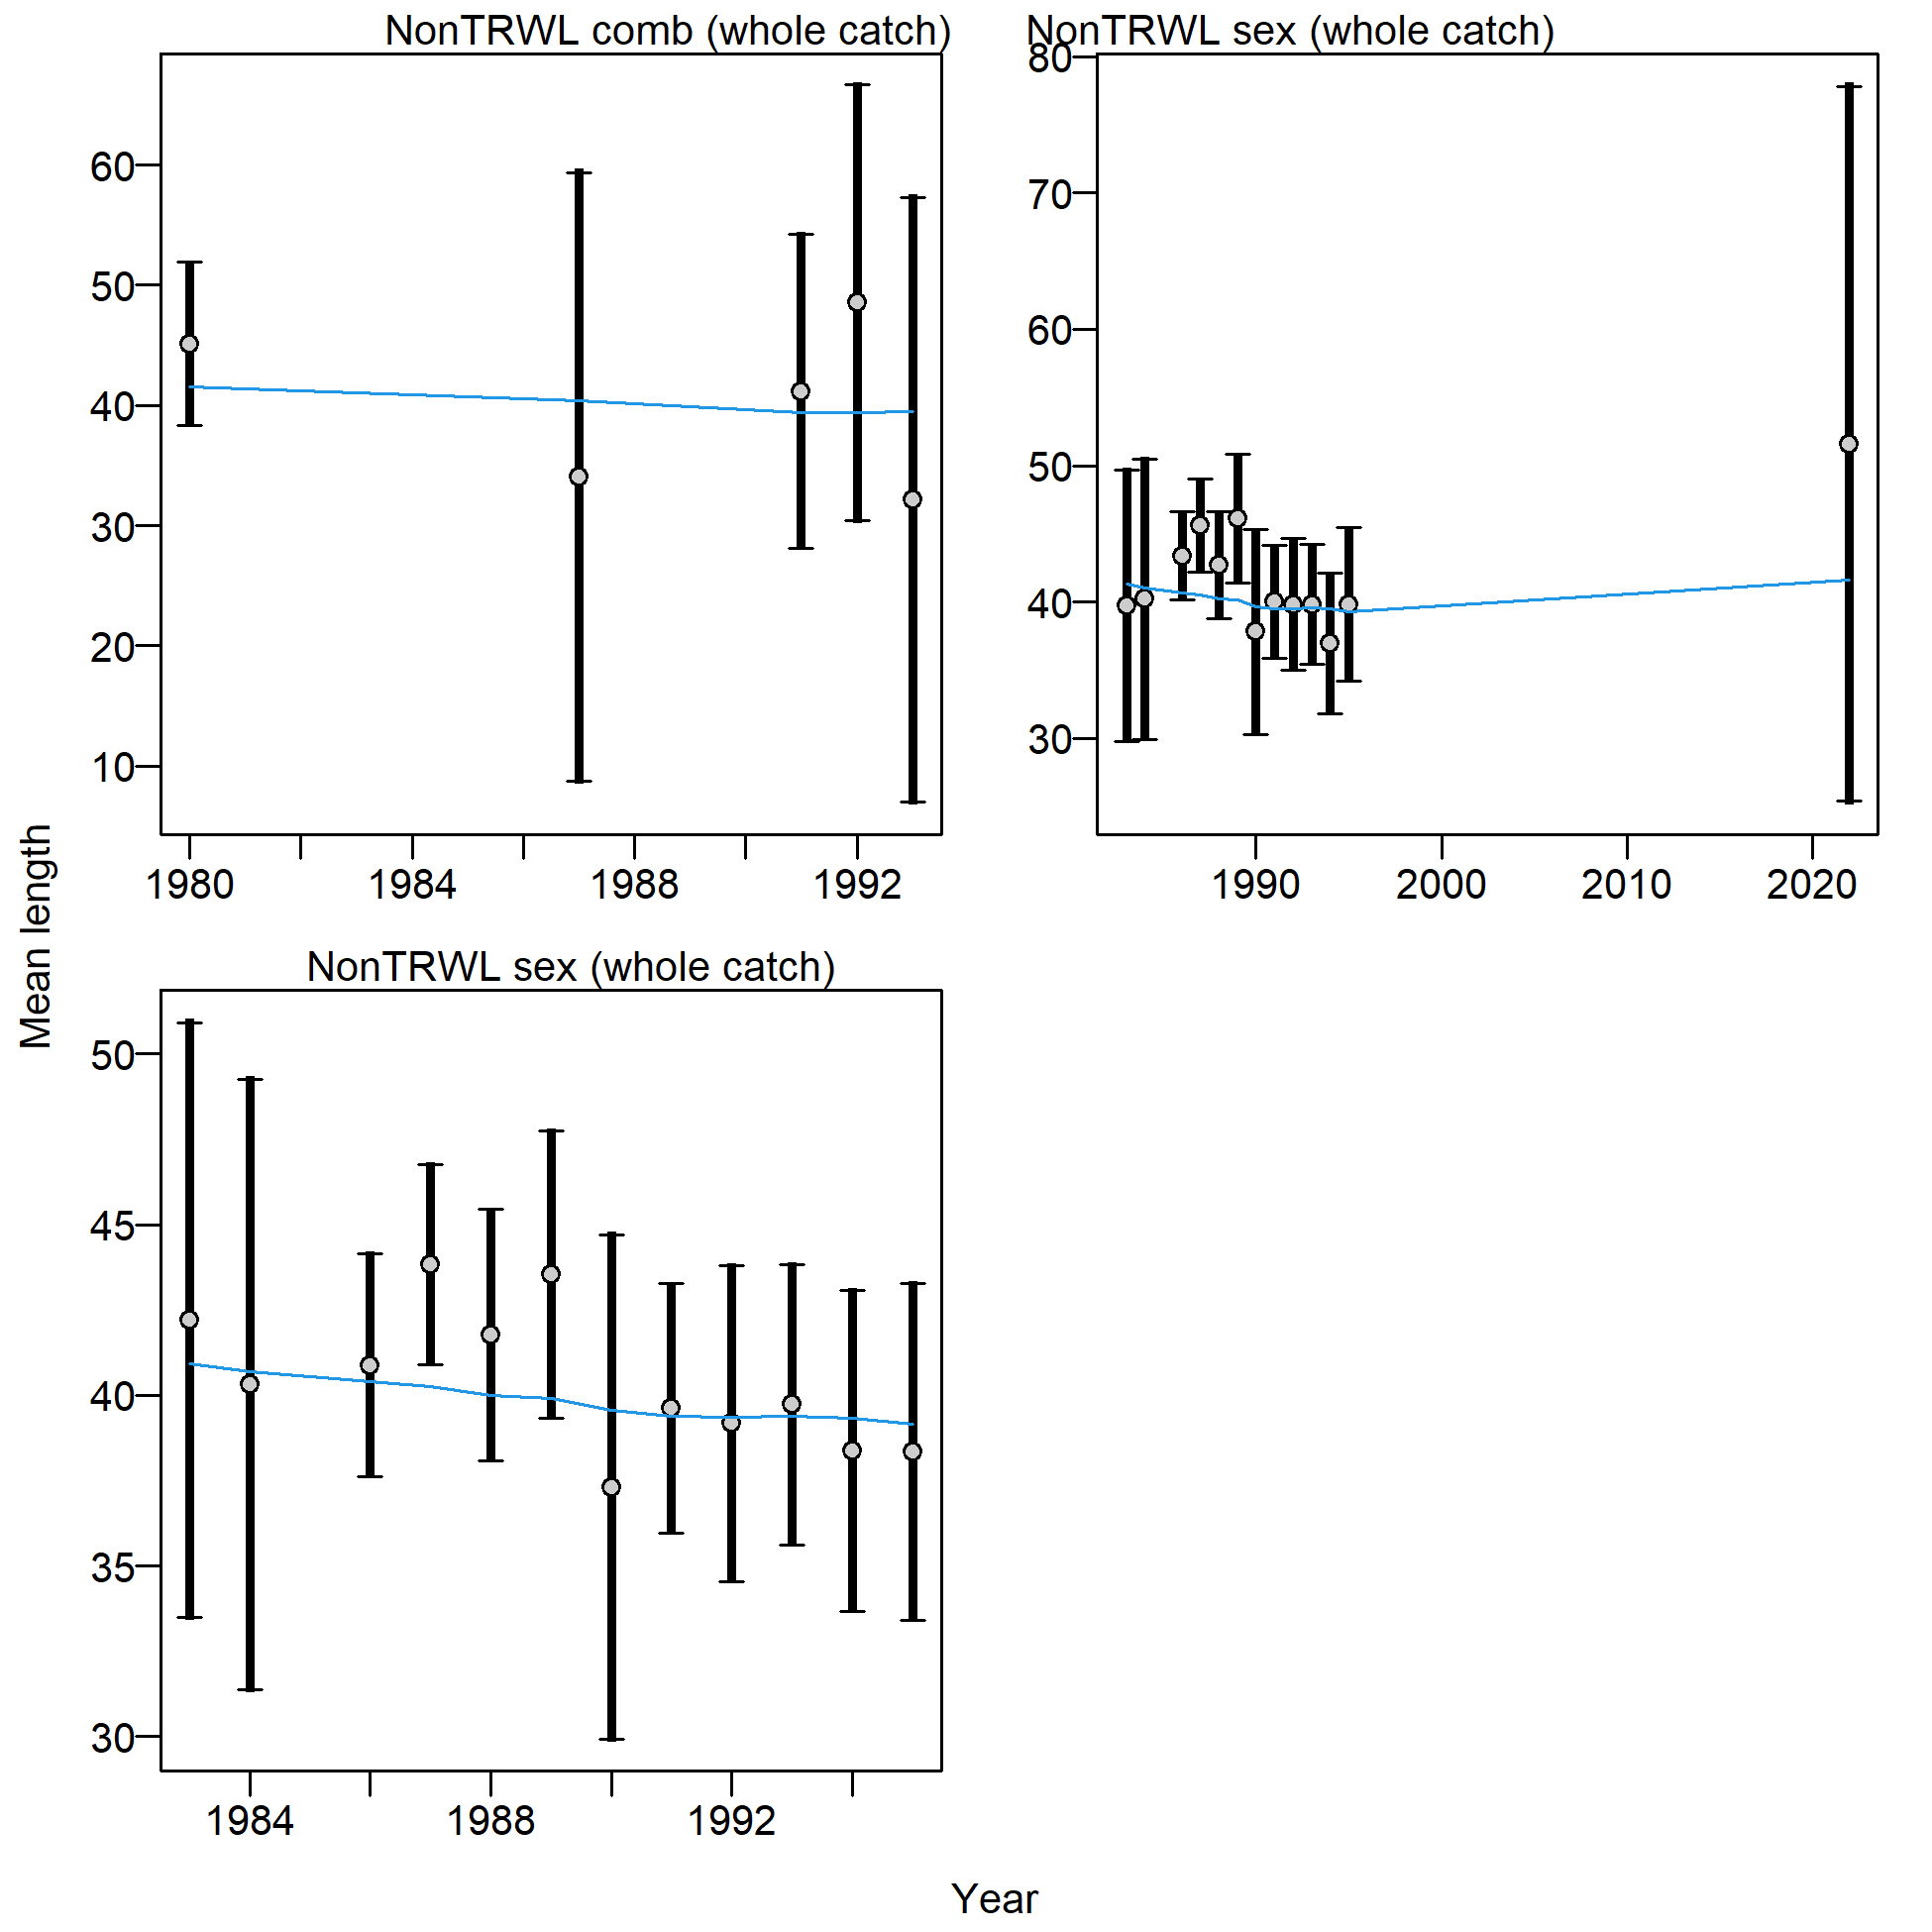 NonTRWL comb (whole catch)
60
50
40
30
20
10
1980 1984 1988 1992
NonTRWL sex (whole catch)
80
70
60
50
40
30
1990 2000 2010 2020
NonTRWL sex (whole catch)
50
45
40
35
30
1984 1988 1992
Mean length
Year